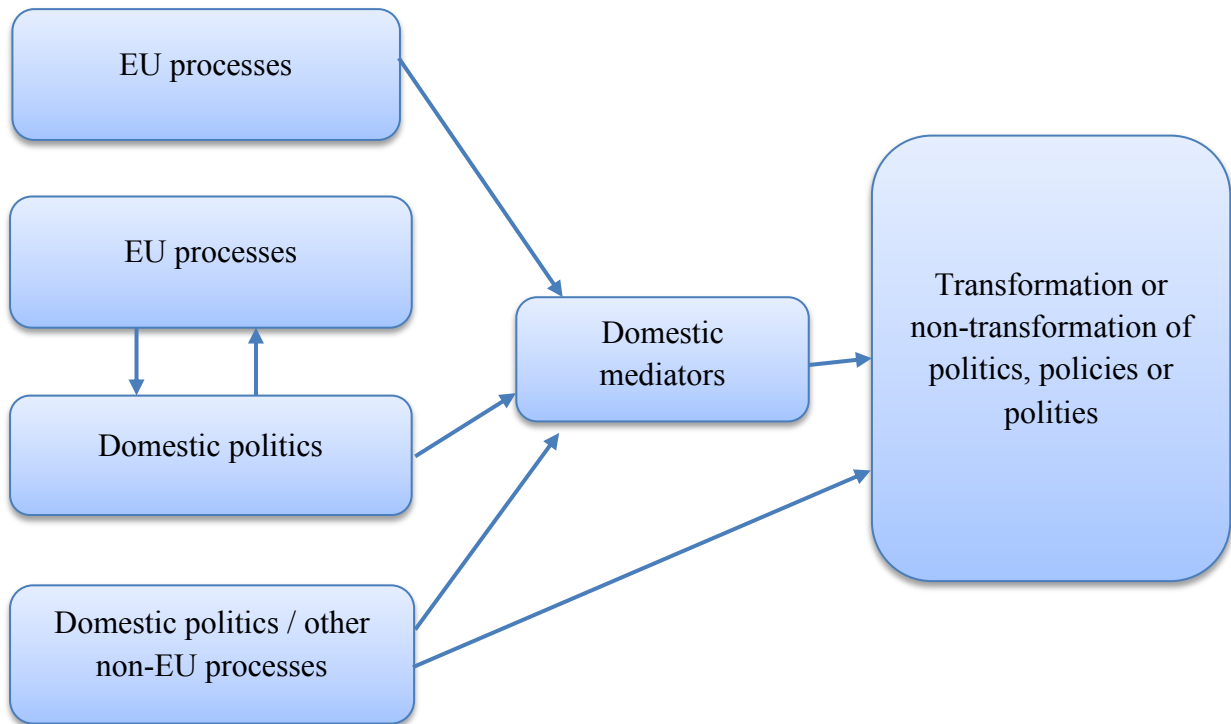 EU processes
EU processes
Domestic politics
Domestic politics / other
non-EU processes
Domestic
mediators
Transformation or
non-transformation of
politics, policies or
polities